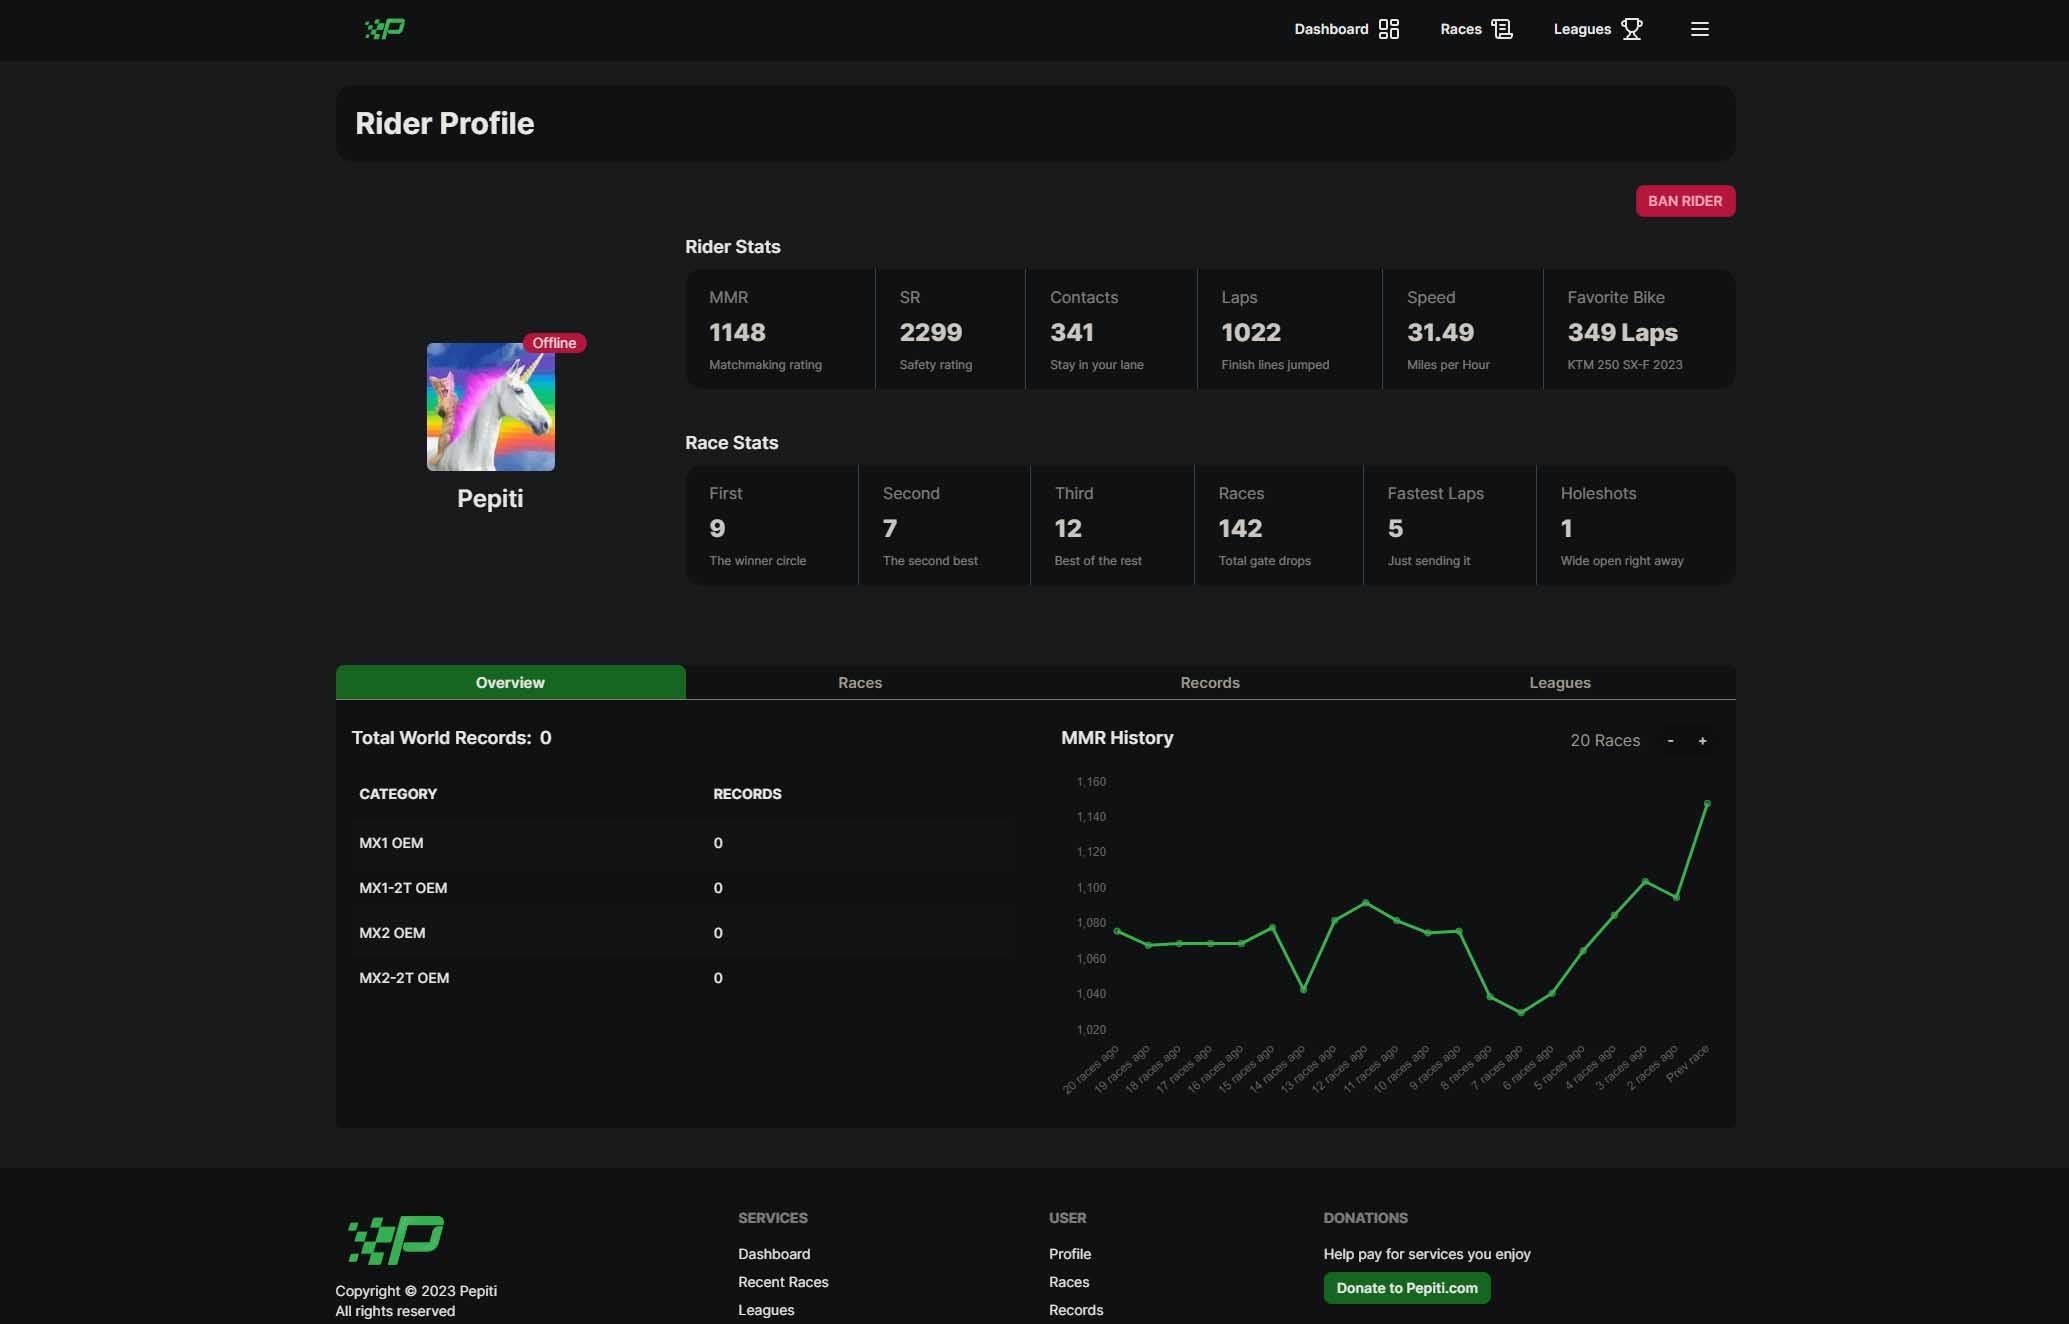 Dashboard
Races
Leagues
Rider Profile
BAN RIDER
Rider Stats
MMR
1148
Matchmaking rating
SR
2299
Safety rating
Contacts
341
Stay in your lane
Laps
1022
Finish lines jumped
Speed
31.49
Miles per Hour
Favorite Bike
349 Laps
KTM 250 SX-F 2023
Offline
Pepiti
Race Stats
First
9
The winner circle
Second
7
The second best
Third
12
Best of the rest
Races
142
Total gate drops
Fastest Laps
5
Just sending it
Holeshots
1
Wide open right away
Overview
Races
Records
Leagues
Total World Records: 0
CATEGORY RECORDS
MX1 OEM 0
MX1-2T OEM 0
MX2 OEM 0
MX2-2T OEM 0
MMR History
20 Races - +
1,160
1,140
1,120
1,100
1,080
1,060
1,040
1,020
20 races ago
19 races ago
18 races ago
17 races ago
16 races ago
15 races ago
14 races ago
13 races ago
12 races ago
11 races ago
10 races ago
9 races ago
8 races ago
7 races ago
6 races ago
5 races ago
4 races ago
3 races ago
2 races ago
Prev race
P
Copyright © 2023 Pepiti
All rights reserved
SERVICES
Dashboard
Recent Races
Leagues
USER
Profile
Races
Records
DONATIONS
Help pay for services you enjoy
Donate to Pepiti.com